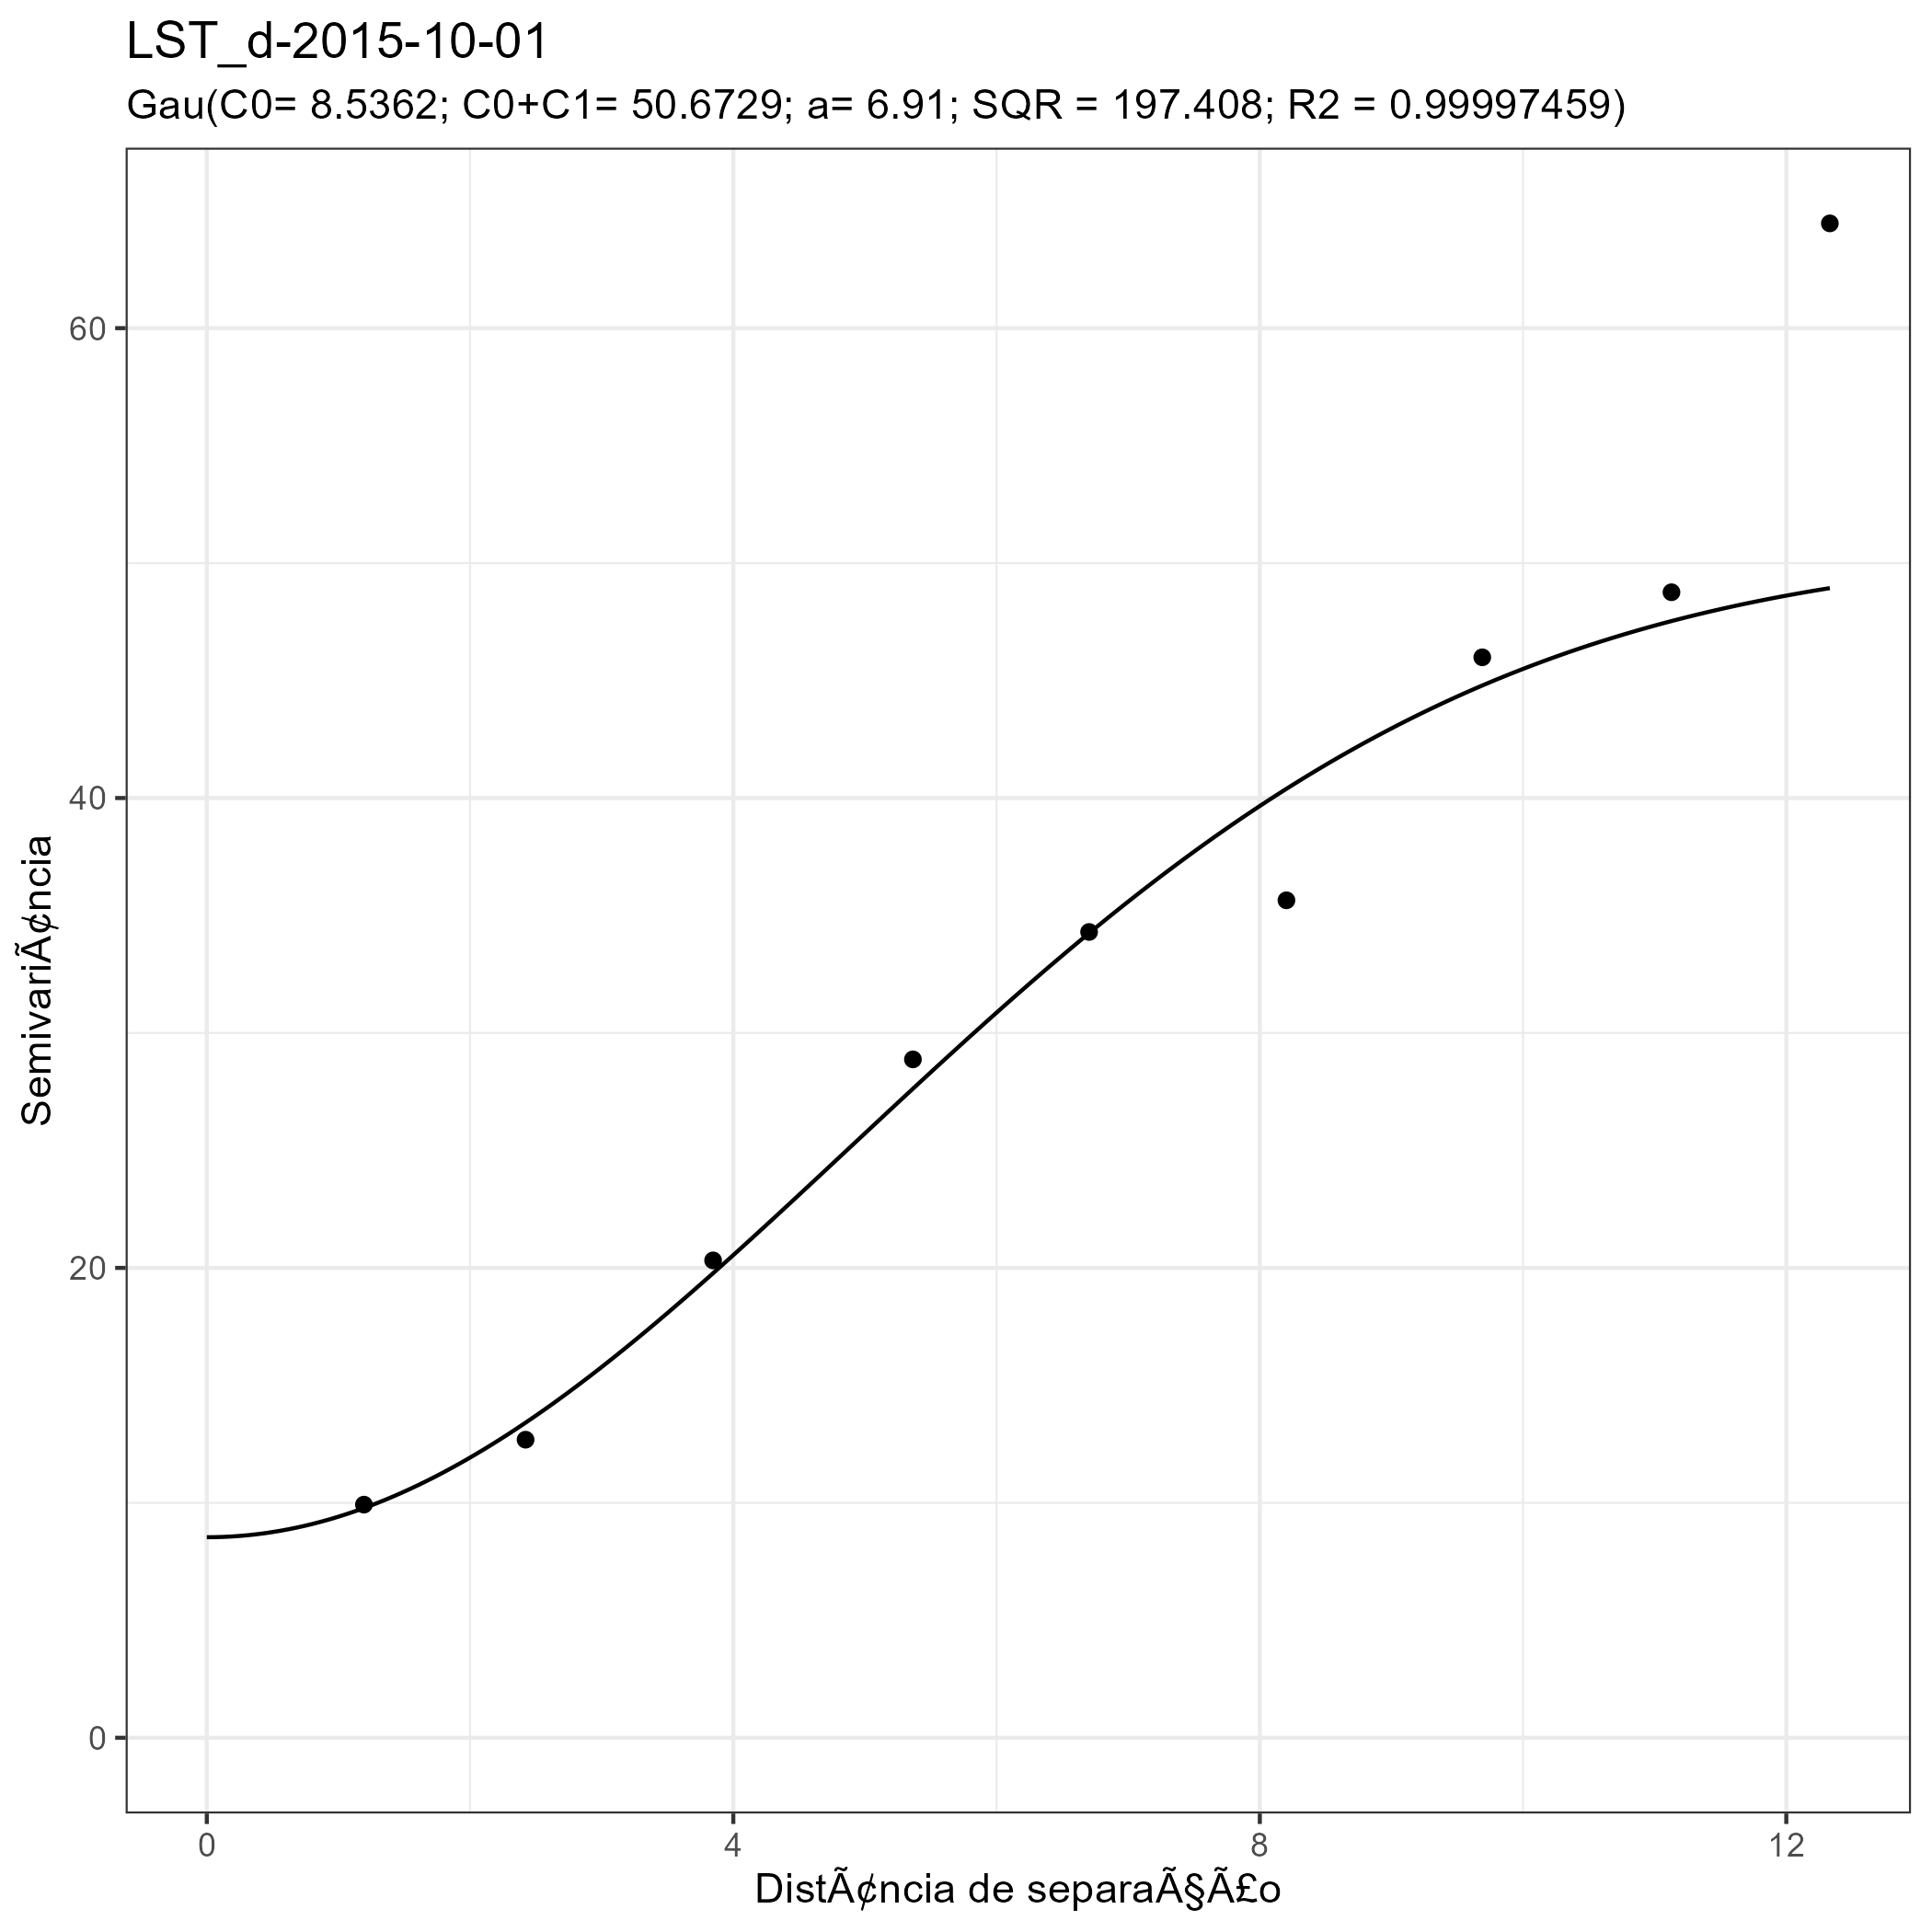 LST_d-2015-10-01
Gau(C0= 8.5362; C0+C1= 50.6729; a= 6.91; SQR = 197.408; R2 = 0.99997459)
60
40
20
0
SemivariÃ¢ncia
0 4 8 12
DistÃ¢ncia de separaÃ§Ã£o